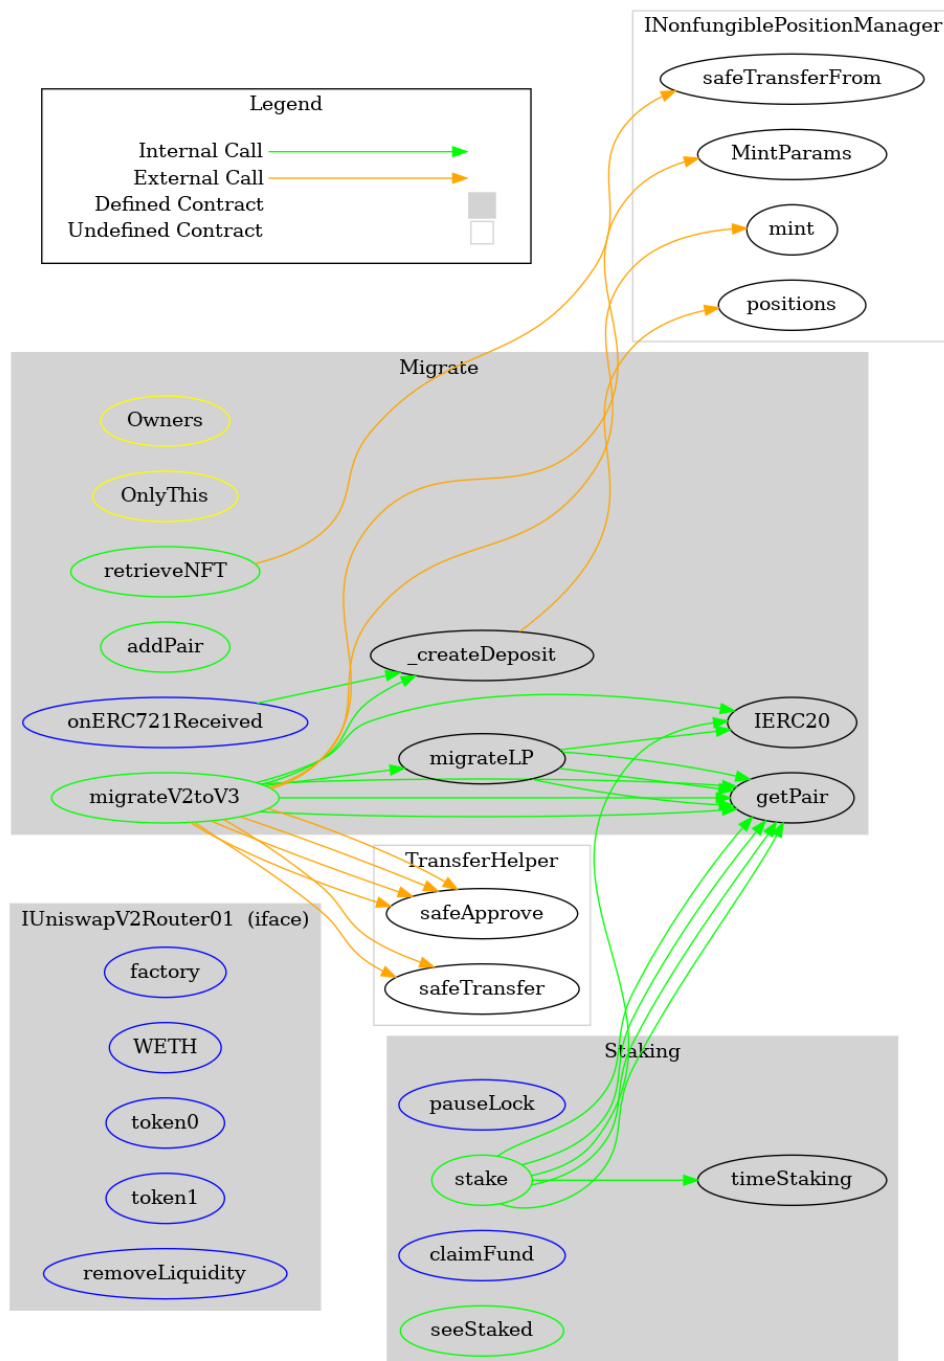 INonfungiblePositionManager
safeTransferFrom
MintParams
mint
positions
Legend
Internal Call
External Call
Defined Contract
Undefined Contract
Migrate
Owners
OnlyThis
retrieveNFT
addPair
_createDeposit
onERC721Received
IERC20
migrateLP
migrateV2toV3
getPair
TransferHelper
safeApprove
safeTransfer
IUniswapV2Router01  (iface)
factory
WETH
token0
token1
removeLiquidity
Staking
pauseLock
stake
timeStaking
claimFund
seeStaked